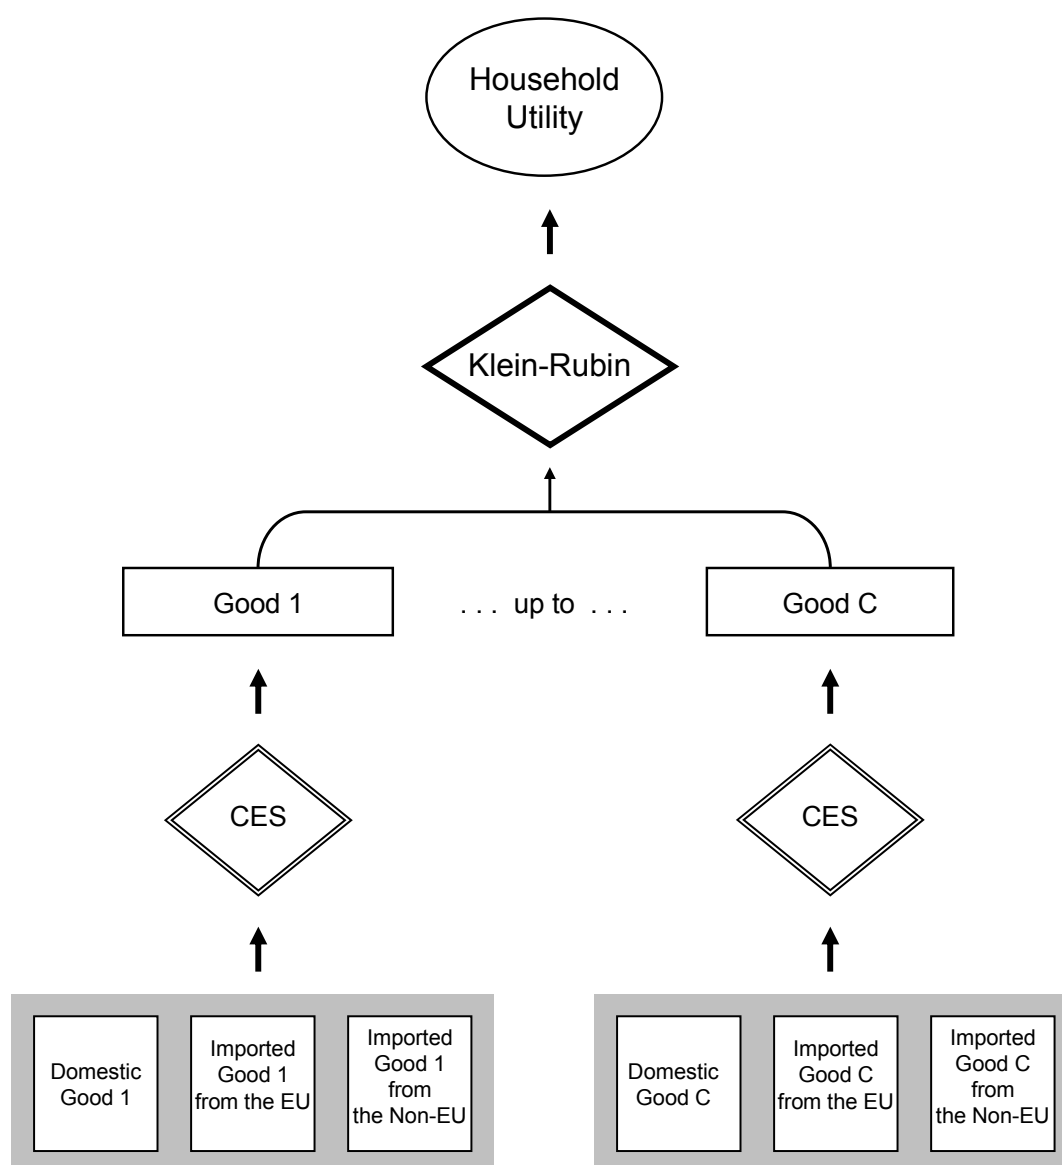 Household
Utility
Klein-Rubin
Good 1
. . . up to . . .
Good C
CES
CES
Domestic
Good 1
Imported
Good 1
from the EU
Imported
Good 1
from
the Non-EU
Domestic
Good C
Imported
Good C
from the EU
Imported
Good C
from
the Non-EU